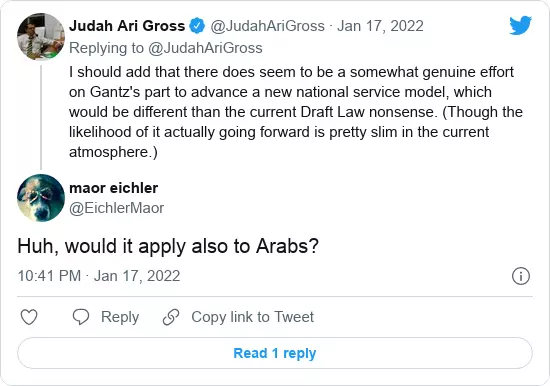 Judah Ari Gross @JudahAriGross · Jan 17, 2022
Replying to @JudahAriGross
I should add that there does seem to be a somewhat genuine effort
on Gantz's part to advance a new national service model, which
would be different than the current Draft Law nonsense. (Though the
likelihood of it actually going forward is pretty slim in the current
atmosphere.)
maor eichler
@EichlerMaor
Huh, would it apply also to Arabs?
10:41 PM · Jan 17, 2022
Reply
Copy link to Tweet
Read 1 reply